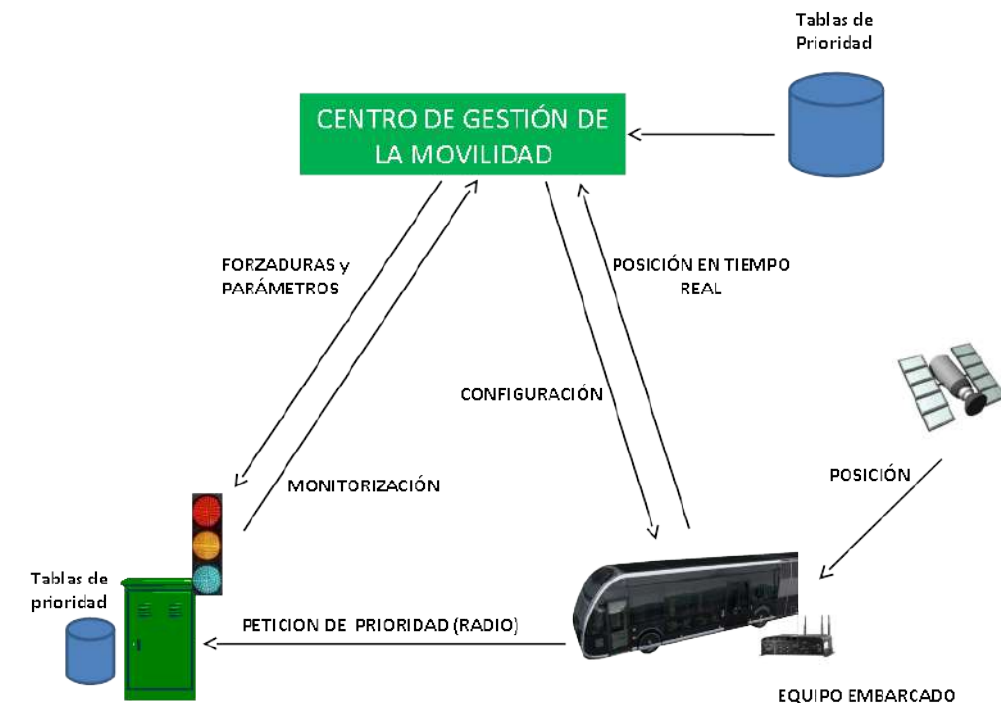 Tablas de
Prioridad
CENTRO DE GESTIÓN DE
LA MOVILIDAD
FORZADURAS y
PARÁMETROS
POSICIÓN EN TIEMPO
REAL
CONFIGURACIÓN
POSICIÓN
MONITORIZACIÓN
Tablas de
prioridad
PETICION DE PRIORIDAD (RADIO)
EQUIPO EMBARCADO